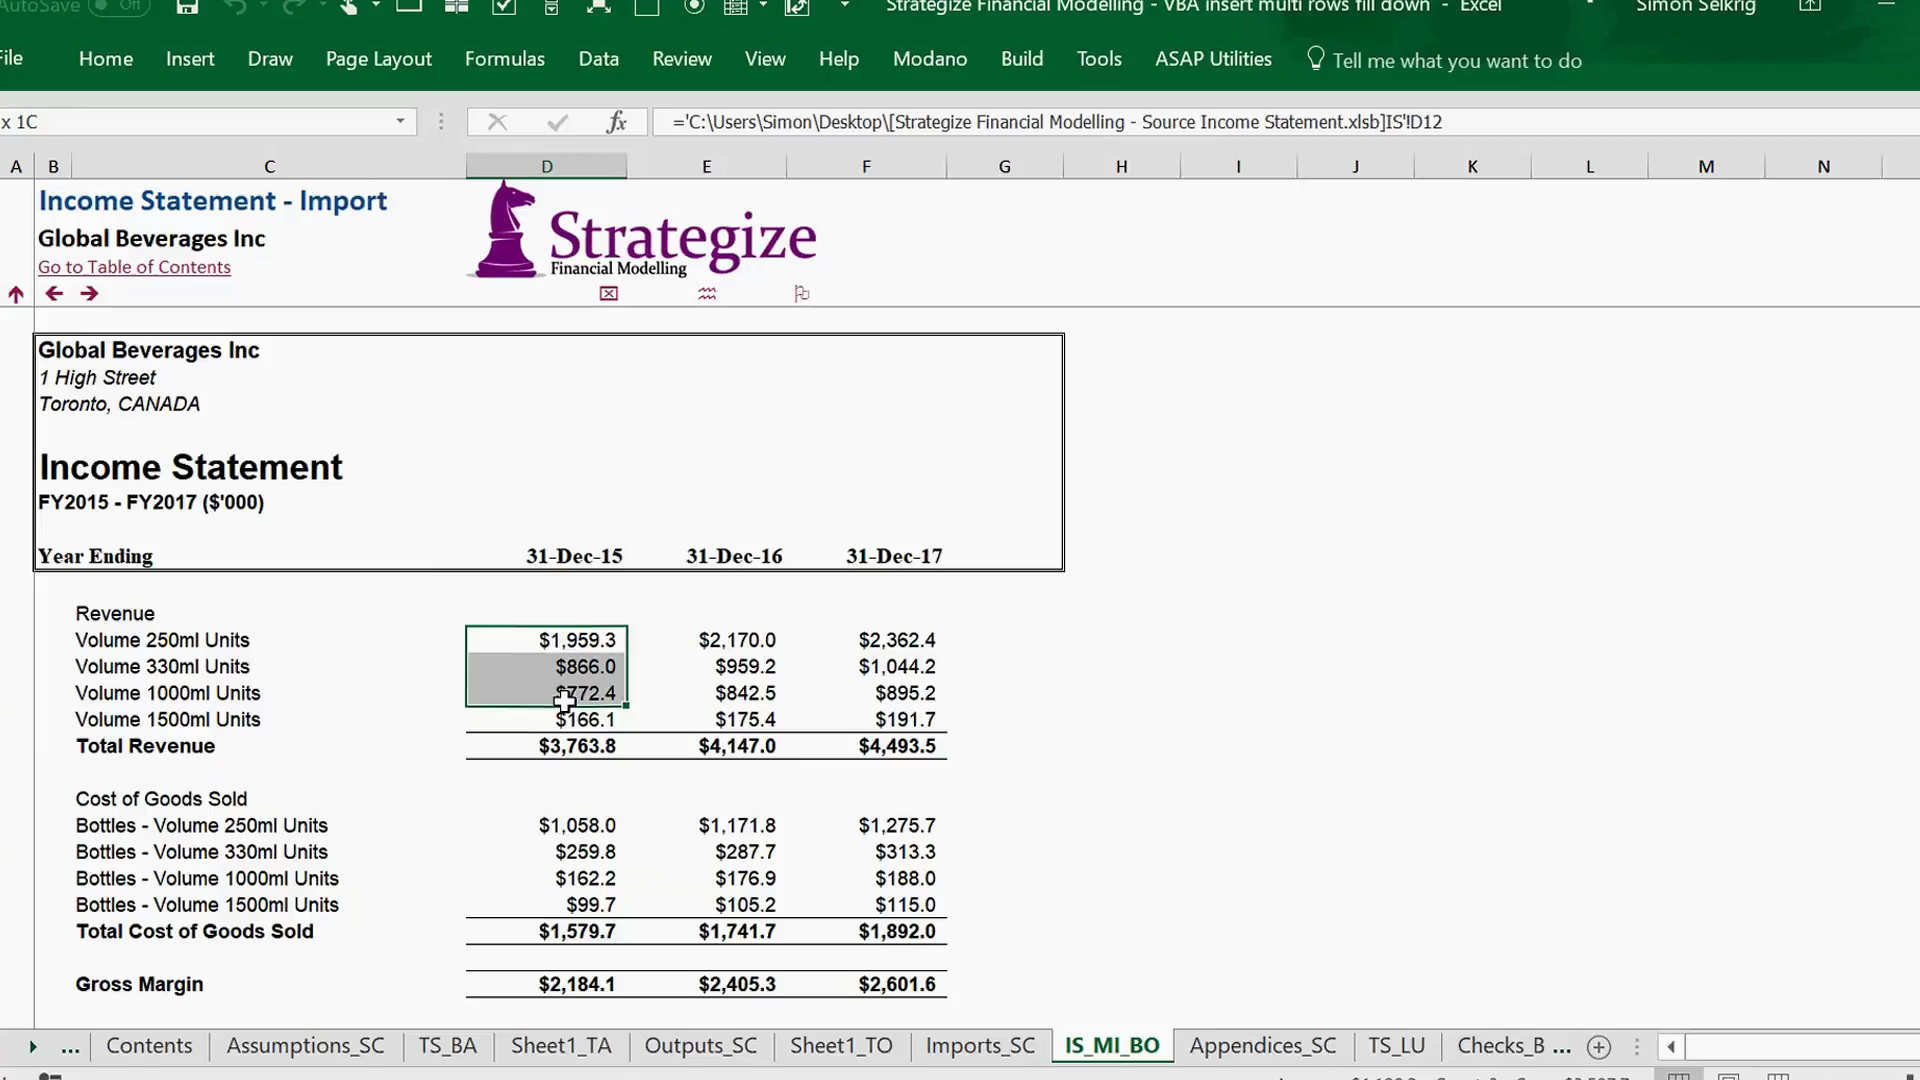 AutoSave Off Strategize Financial Modelling - VBA insert multi rows fill down - Excel Simon Selkrig
File Home Insert Draw Page Layout Formulas Data Review View Help Modano Build Tools ASAP Utilities Tell me what you want to do
x 1C fx ='C:\Users\Simon\Desktop\[Strategize Financial Modelling - Source Income Statement.xlsb]IS'!D12
A B C D E F G H I J K L M N
Income Statement - Import
Strategize
Financial Modelling
Global Beverages Inc
Go to Table of Contents
Global Beverages Inc
1 High Street
Toronto, CANADA
Income Statement
FY2015 - FY2017 ($'000)
Year Ending 31-Dec-15 31-Dec-16 31-Dec-17
Revenue
Volume 250ml Units $1,959.3 $2,170.0 $2,362.4
Volume 330ml Units $866.0 $959.2 $1,044.2
Volume 1000ml Units $772.4 $842.5 $895.2
Volume 1500ml Units $166.1 $175.4 $191.7
Total Revenue $3,763.8 $4,147.0 $4,493.5
Cost of Goods Sold
Bottles - Volume 250ml Units $1,058.0 $1,171.8 $1,275.7
Bottles - Volume 330ml Units $259.8 $287.7 $313.3
Bottles - Volume 1000ml Units $162.2 $176.9 $188.0
Bottles - Volume 1500ml Units $99.7 $105.2 $115.0
Total Cost of Goods Sold $1,579.7 $1,741.7 $1,892.0
Gross Margin $2,184.1 $2,405.3 $2,601.6
... Contents Assumptions_SC TS_BA Sheet1_TA Outputs_SC Sheet1_TO Imports_SC IS_MI_BO Appendices_SC TS_LU Checks_B ...